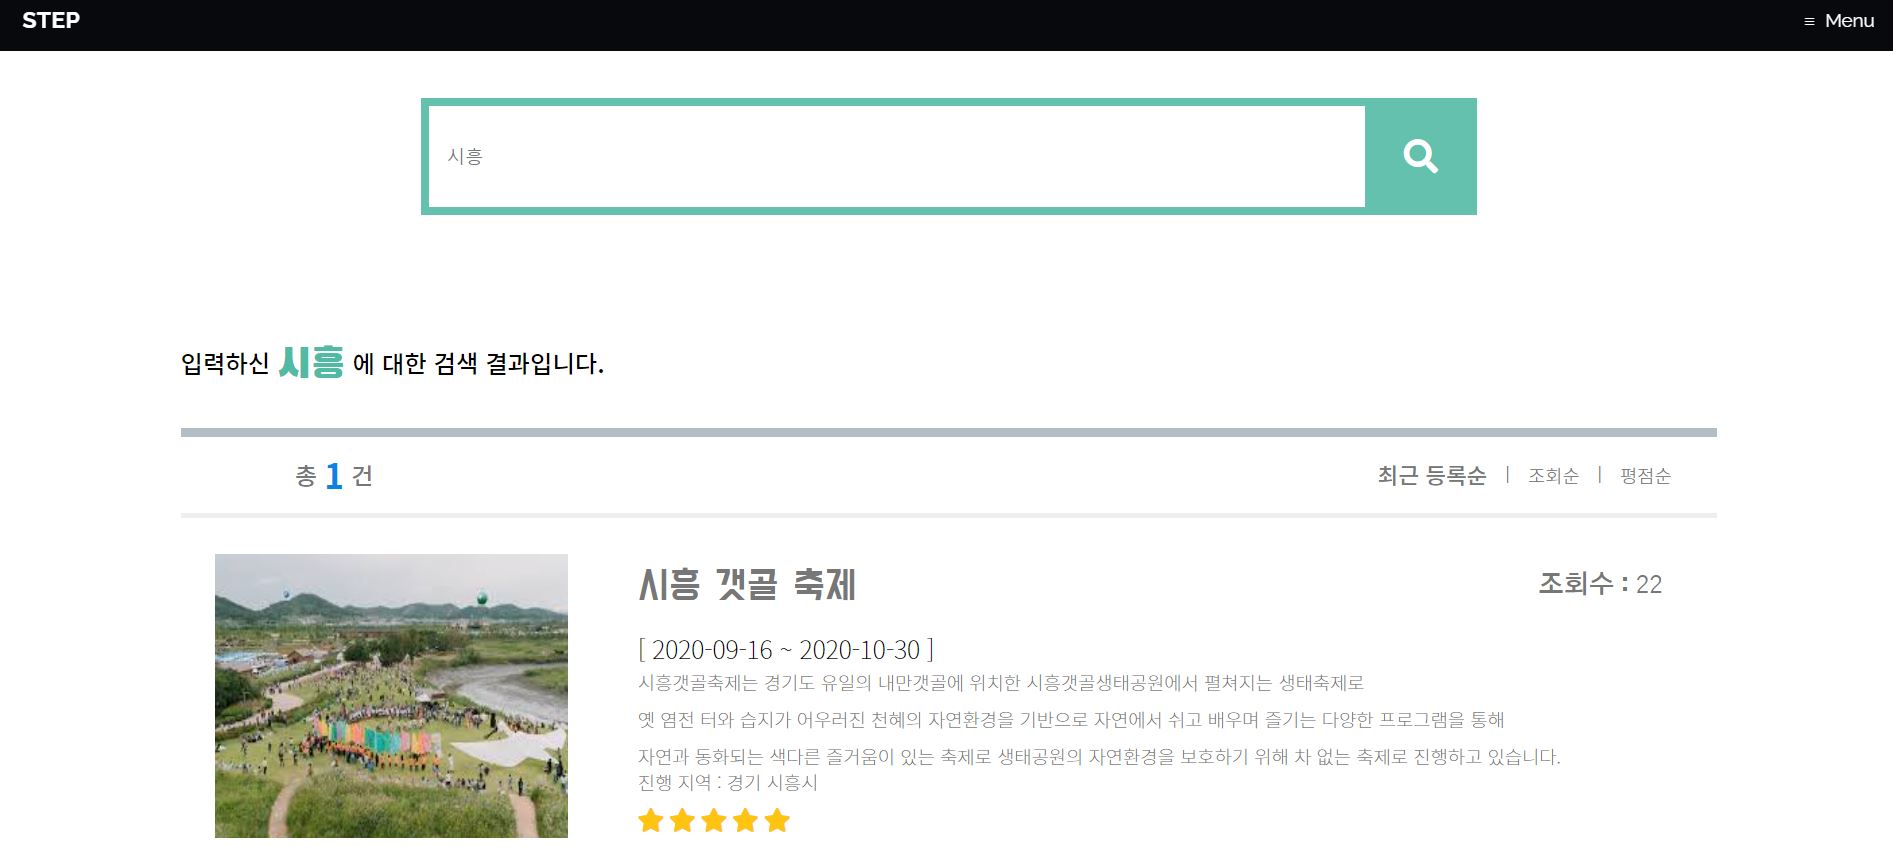 STEP
≡ Menu
시흥
입력하신 시흥 에 대한 검색 결과입니다.
총 1 건
최근 등록순 | 조회순 | 평점순
시흥 갯골 축제
조회수 : 22
[ 2020-09-16 ~ 2020-10-30 ]
시흥갯골축제는 경기도 유일의 내만갯골에 위치한 시흥갯골생태공원에서 펼쳐지는 생태축제로
옛 염전 터와 습지가 어우러진 천혜의 자연환경을 기반으로 자연에서 쉬고 배우며 즐기는 다양한 프로그램을 통해
자연과 동화되는 색다른 즐거움이 있는 축제로 생태공원의 자연환경을 보호하기 위해 차 없는 축제로 진행하고 있습니다.
진행 지역 : 경기 시흥시